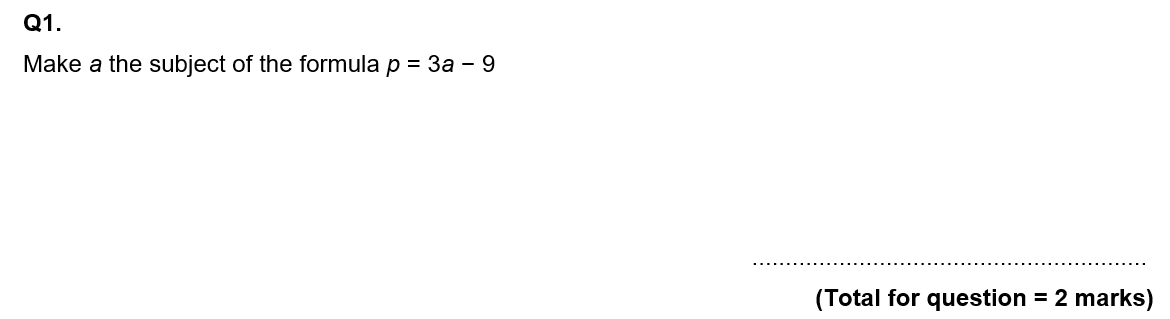 Q1.
Make a the subject of the formula p = 3a − 9
..........................................................
(Total for question = 2 marks)